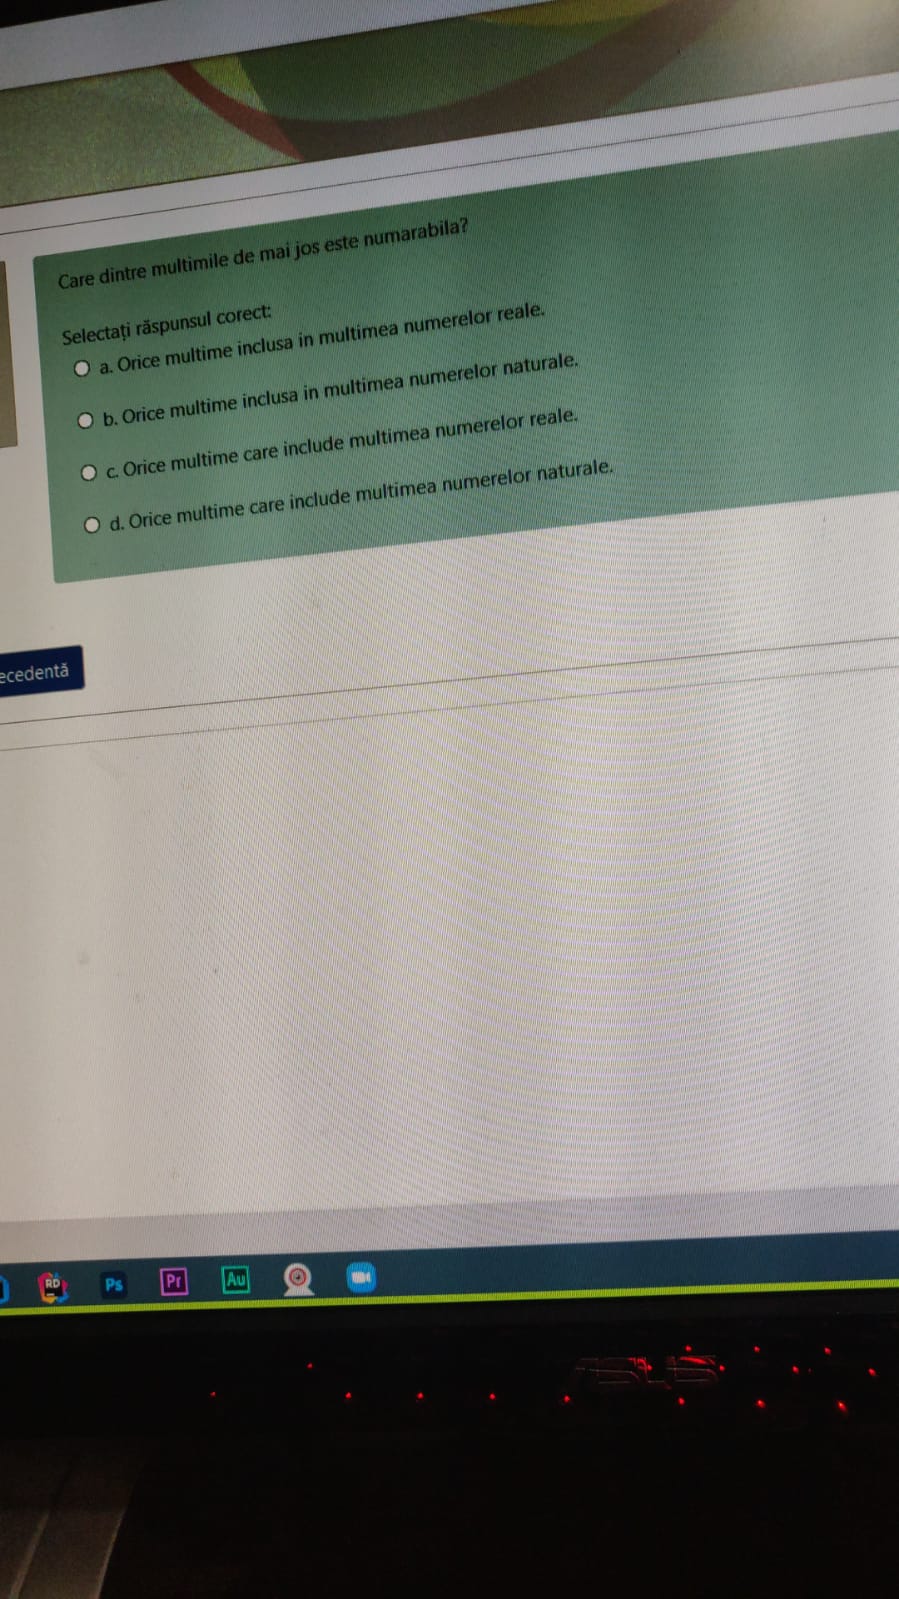 Care dintre multimile de mai jos este numarabila?
Selectați răspunsul corect:
a. Orice multime inclusa in multimea numerelor reale.
b. Orice multime inclusa in multimea numerelor naturale.
c. Orice multime care include multimea numerelor reale.
d. Orice multime care include multimea numerelor naturale.
ecedentă
RD
Ps
Pr
Au
ASUS